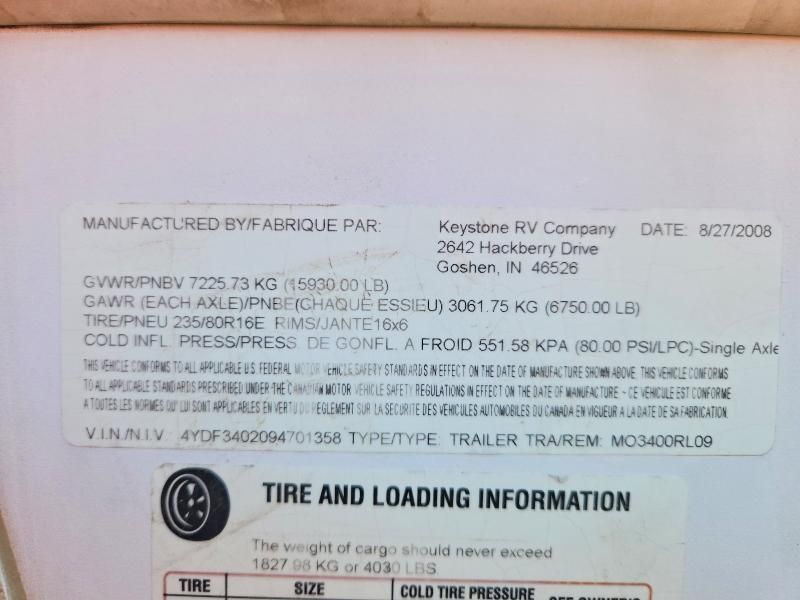 MANUFACTURED BY/FABRIQUE PAR: Keystone RV Company DATE: 8/27/2008
2642 Hackberry Drive
Goshen, IN 46526
GVWR/PNBV 7225.73 KG (15930.00 LB)
GAWR (EACH AXLE)/PNBE(CHAQUE ESSIEU) 3061.75 KG (6750.00 LB)
TIRE/PNEU 235/80R16E RIMS/JANTE16x6
COLD INFL. PRESS/PRESS. DE GONFL. A FROID 551.58 KPA (80.00 PSI/LPC)-Single Axle
THIS VEHICLE CONFORMS TO ALL APPLICABLE U.S. FEDERAL MOTOR VEHICLE SAFETY STANDARDS IN EFFECT ON THE DATE OF MANUFACTURE SHOWN ABOVE. THIS VEHICLE CONFORMS
TO ALL APPLICABLE STANDARDS PRESCRIBED UNDER THE CANADIAN MOTOR VEHICLE SAFETY REGULATIONS IN EFFECT ON THE DATE OF MANUFACTURE - CE VEHICULE EST CONFORME
A TOUTES LES NORMES QUI LUI SONT APPLICABLES EN VERTU DU REGLEMENT SUR LA SECURITE DES VEHICULES AUTOMOBILES DU CANADA EN VIGUEUR A LA DATE DE SA FABRICATION.
V.I.N./N.I.V. 4YDF3402094701358 TYPE/TYPE: TRAILER TRA/REM: MO3400RL09
TIRE AND LOADING INFORMATION
The weight of cargo should never exceed
1827.98 KG or 4030 LBS.
TIRE SIZE COLD TIRE PRESSURE SEE OWNER'S